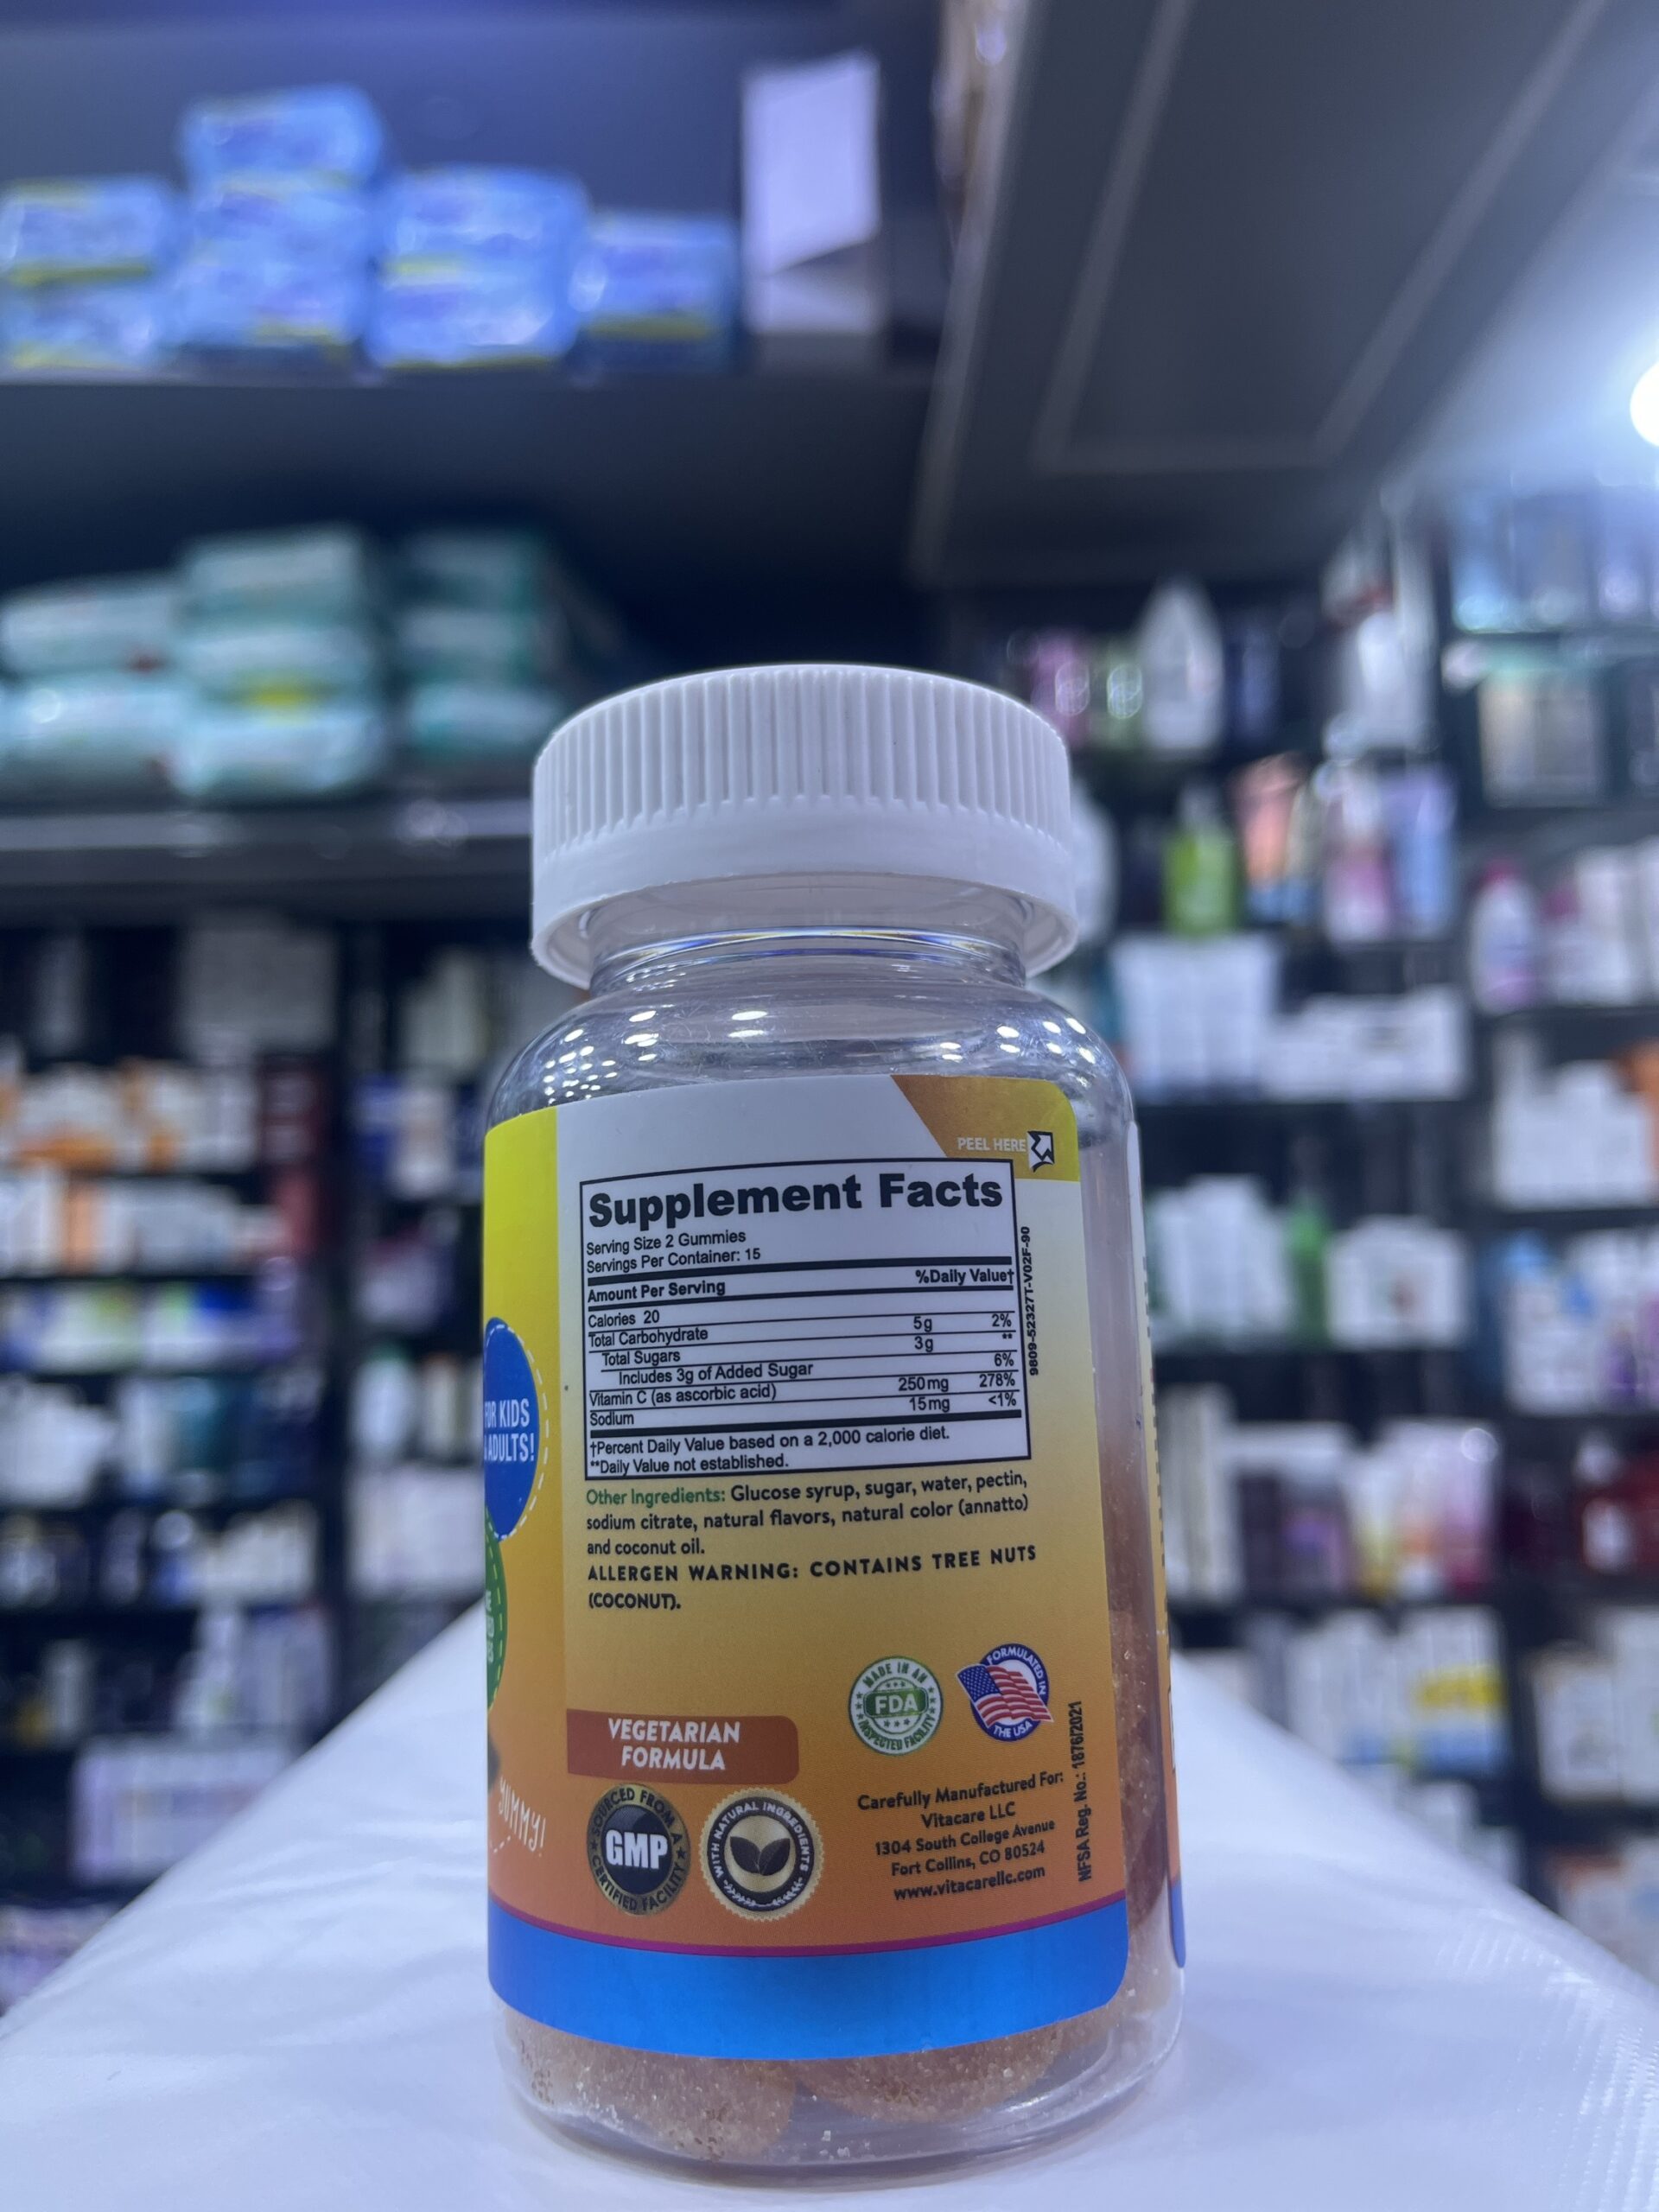 PEEL HERE
Supplement Facts
Serving Size 2 Gummies
Servings Per Container: 15
Amount Per Serving %Daily Value†
Calories 20
Total Carbohydrate 5g 2%
Total Sugars 3g **
Includes 3g of Added Sugar 6%
Vitamin C (as ascorbic acid) 250mg 278%
Sodium 15mg <1%
†Percent Daily Value based on a 2,000 calorie diet.
**Daily Value not established.
9809-52327T-V02F-90
Other Ingredients: Glucose syrup, sugar, water, pectin,
sodium citrate, natural flavors, natural color (annatto)
and coconut oil.
ALLERGEN WARNING: CONTAINS TREE NUTS
(COCONUT).
FOR KIDS
ADULTS!
YUMMY!
MADE IN AN
FDA
INSPECTED FACILITY
FORMULATED IN
THE USA
VEGETARIAN
FORMULA
SOURCED FROM A
GMP
CERTIFIED FACILITY
WITH NATURAL INGREDIENTS
Carefully Manufactured For:
Vitacare LLC
1304 South College Avenue
Fort Collins, CO 80524
www.vitacarellc.com
NFSA Reg. No.: 1876/2021